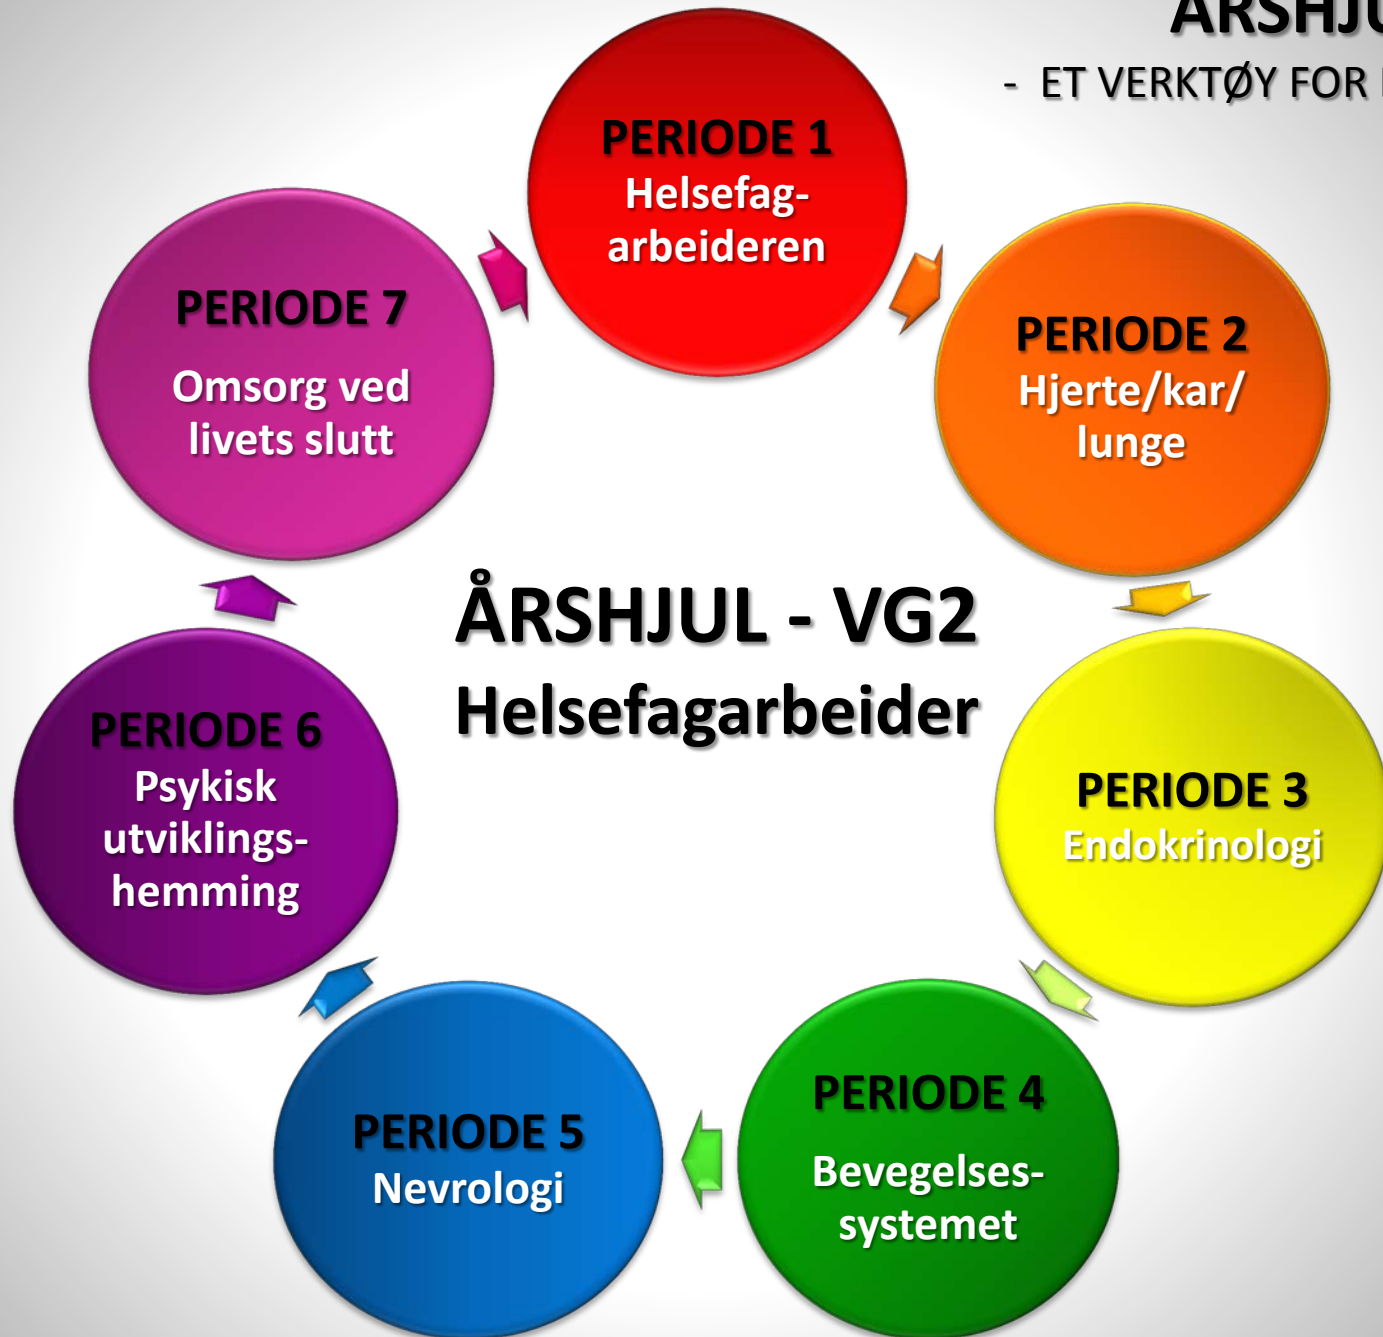 ÅRSHJU
- ET VERKTØY FOR
PERIODE 1
Helsefag-
arbeideren
PERIODE 2
Hjerte/kar/
lunge
PERIODE 3
Endokrinologi
PERIODE 4
Bevegelses-
systemet
PERIODE 5
Nevrologi
PERIODE 6
Psykisk
utviklings-
hemming
PERIODE 7
Omsorg ved
livets slutt
ÅRSHJUL - VG2
Helsefagarbeider